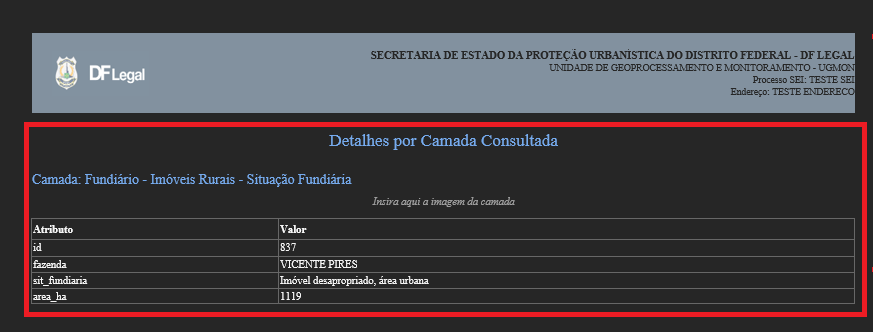 DF Legal
SECRETARIA DE ESTADO DA PROTEÇÃO URBANÍSTICA DO DISTRITO FEDERAL - DF LEGAL
UNIDADE DE GEOPROCESSAMENTO E MONITORAMENTO - UGMON
Processo SEI: TESTE SEI
Endereço: TESTE ENDERECO
Detalhes por Camada Consultada
Camada: Fundiário - Imóveis Rurais - Situação Fundiária
Insira aqui a imagem da camada
Atributo Valor
id 837
fazenda VICENTE PIRES
sit_fundiaria Imóvel desapropriado, área urbana
area_ha 1119